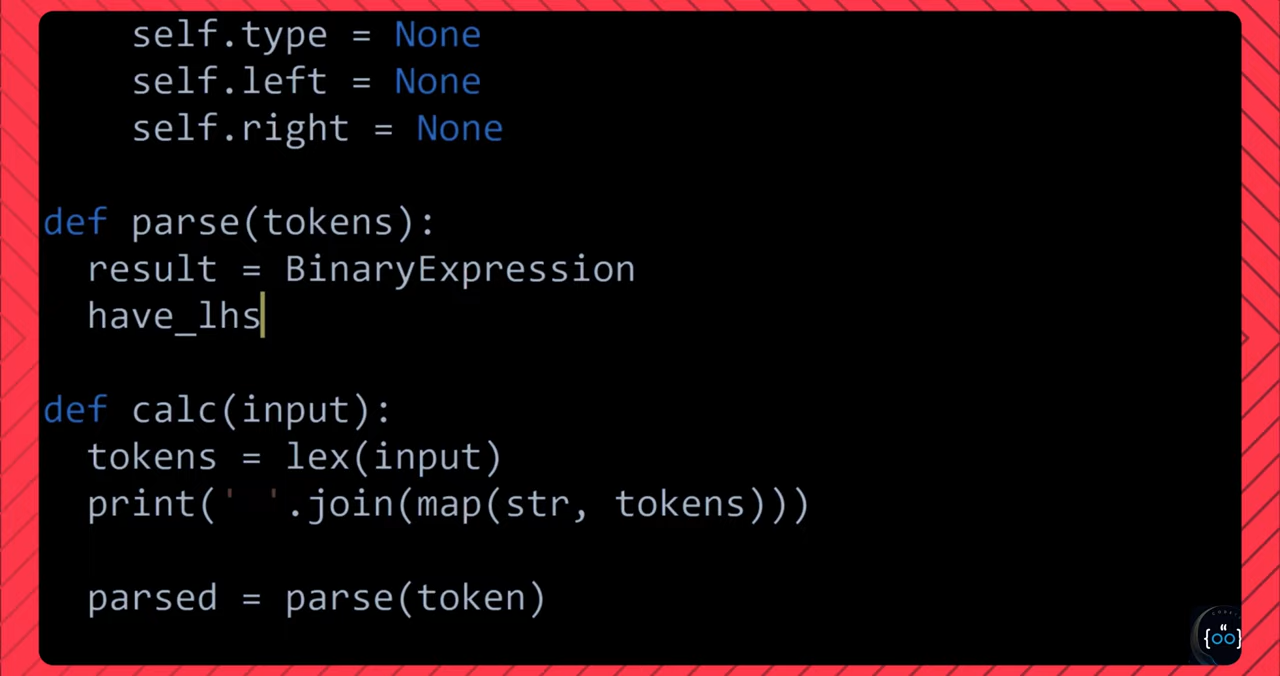 self.type = None
self.left = None
self.right = None
def parse(tokens):
result = BinaryExpression
have_lhs
def calc(input):
tokens = lex(input)
print(' '.join(map(str, tokens)))
parsed = parse(token)